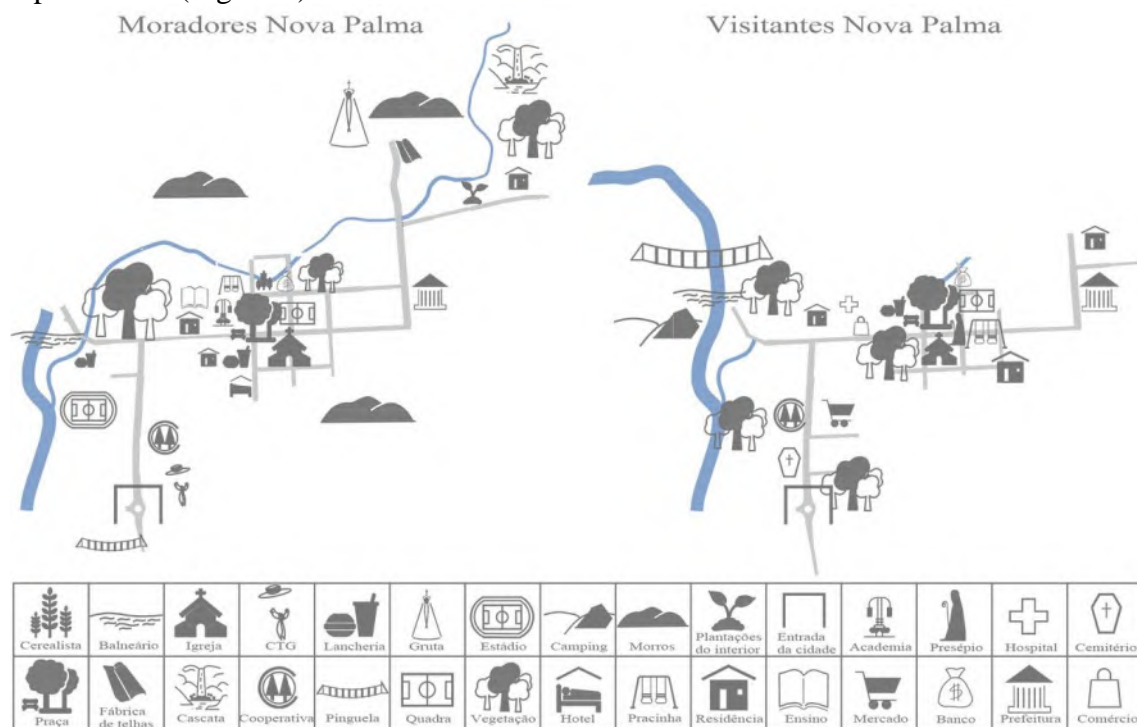 Moradores Nova Palma
Visitantes Nova Palma
Cerealista Balneário Igreja CTG Lancheria Gruta Estádio Camping Morros Plantações do interior Entrada da cidade Academia Presépio Hospital Cemitério
Praça Fábrica de telhas Cascata Cooperativa Pinguela Quadra Vegetação Hotel Pracinha Residência Ensino Mercado Banco Prefeitura Comércio